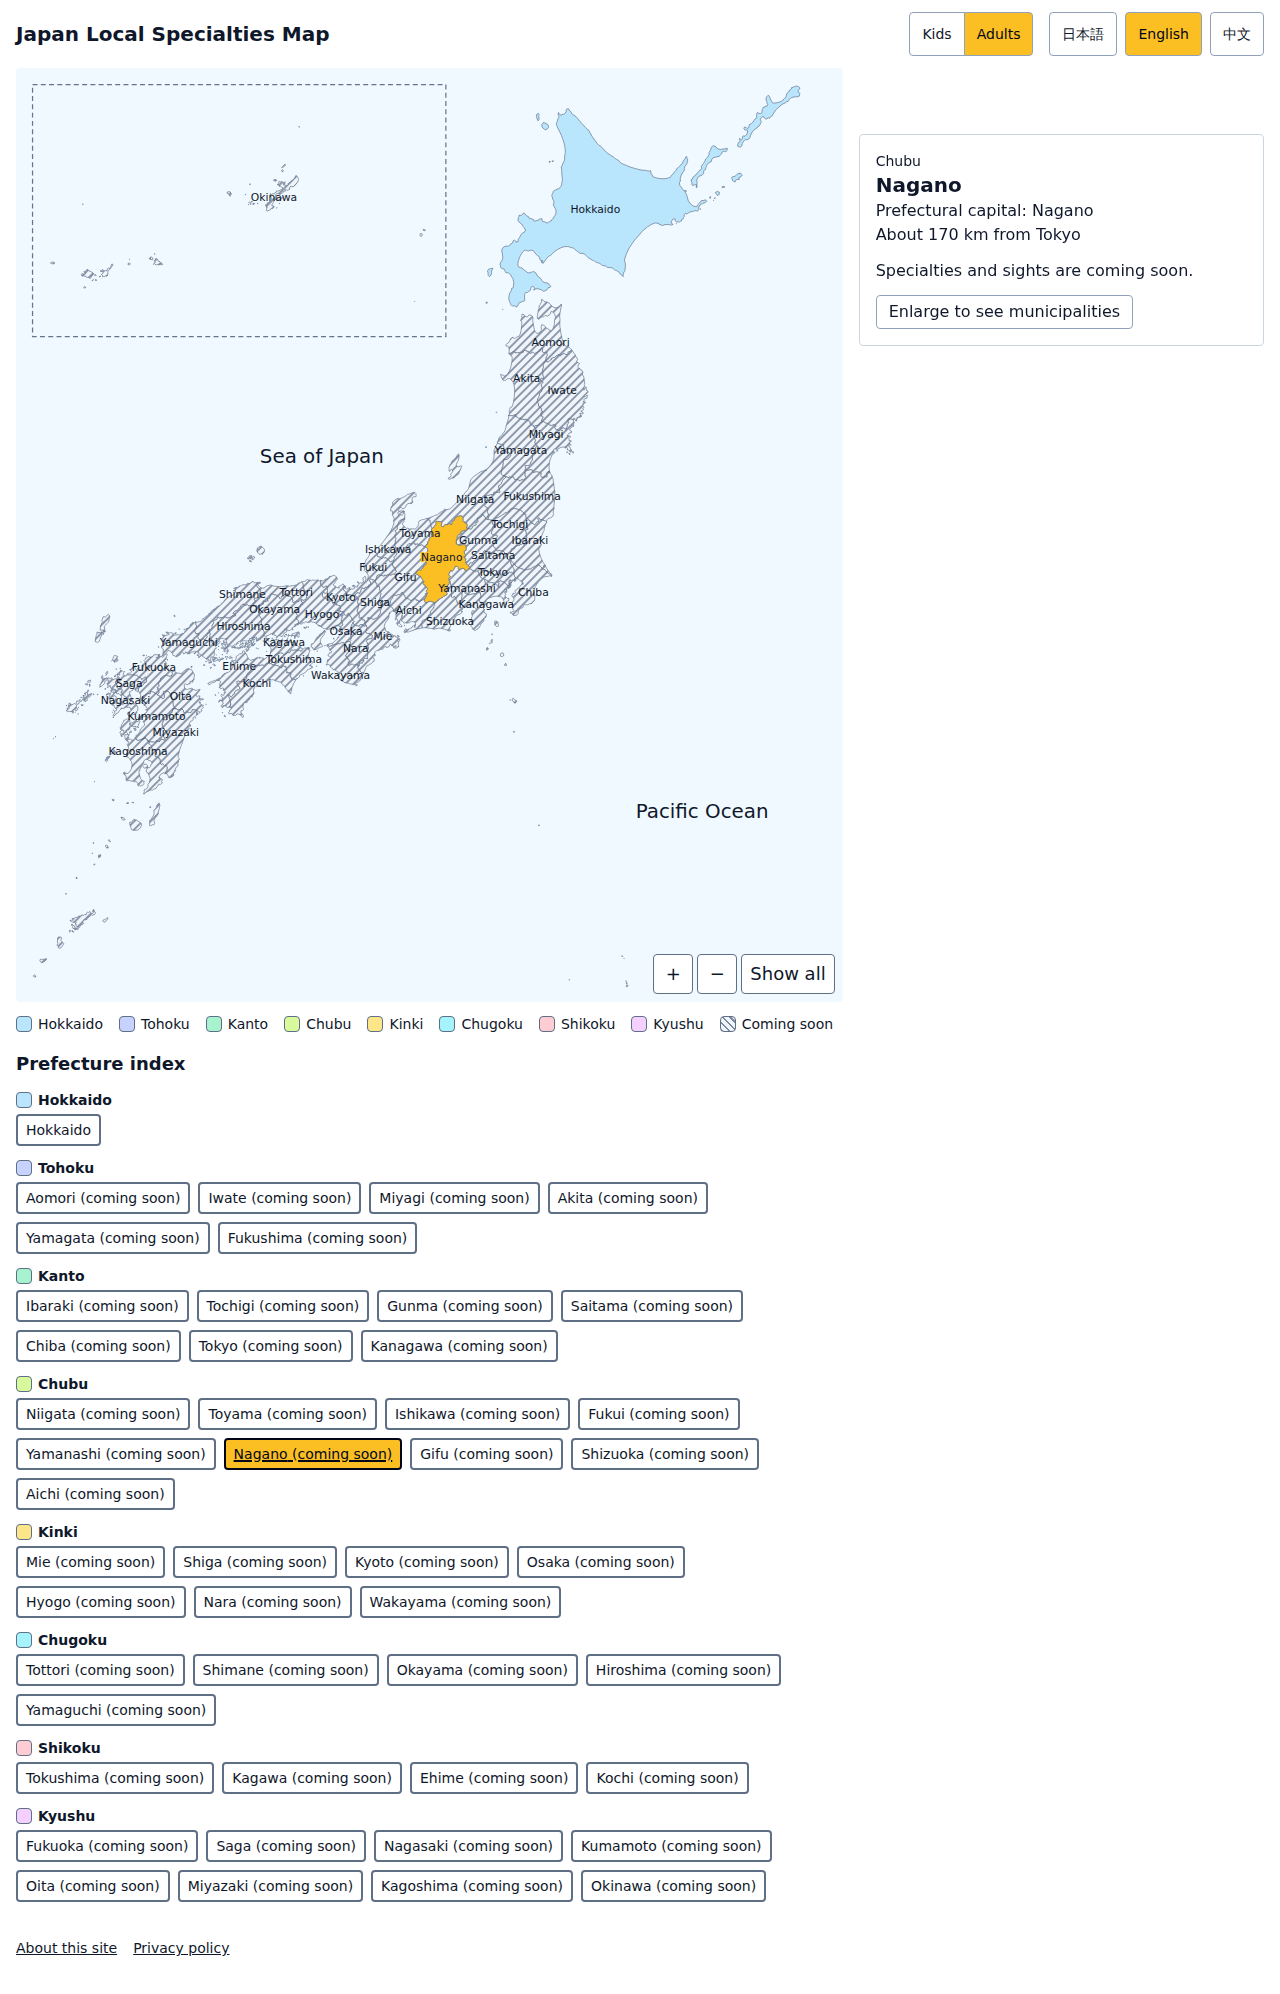 Japan Local Specialties Map
Kids Adults 日本語 English 中文
Okinawa
Hokkaido
Chubu
Nagano
Prefectural capital: Nagano
About 170 km from Tokyo
Specialties and sights are coming soon.
Enlarge to see municipalities
Aomori
Akita
Iwate
Miyagi
Yamagata
Sea of Japan
Niigata Fukushima
Tochigi
Toyama
Gunma Ibaraki
Ishikawa
Nagano Saitama
Fukui
Gifu
Tokyo
Yamanashi
Chiba
Shimane Tottori Kyoto Shiga
Kanagawa
Okayama Hyogo Aichi
Shizuoka
Hiroshima Osaka Mie
Yamaguchi Kagawa Nara
Tokushima
Fukuoka Ehime Wakayama
Saga Kochi
Nagasaki Oita
Kumamoto
Miyazaki
Kagoshima
Pacific Ocean
+ − Show all
Hokkaido Tohoku Kanto Chubu Kinki Chugoku Shikoku Kyushu Coming soon
Prefecture index
Hokkaido
Hokkaido
Tohoku
Aomori (coming soon) Iwate (coming soon) Miyagi (coming soon) Akita (coming soon)
Yamagata (coming soon) Fukushima (coming soon)
Kanto
Ibaraki (coming soon) Tochigi (coming soon) Gunma (coming soon) Saitama (coming soon)
Chiba (coming soon) Tokyo (coming soon) Kanagawa (coming soon)
Chubu
Niigata (coming soon) Toyama (coming soon) Ishikawa (coming soon) Fukui (coming soon)
Yamanashi (coming soon) Nagano (coming soon) Gifu (coming soon) Shizuoka (coming soon)
Aichi (coming soon)
Kinki
Mie (coming soon) Shiga (coming soon) Kyoto (coming soon) Osaka (coming soon)
Hyogo (coming soon) Nara (coming soon) Wakayama (coming soon)
Chugoku
Tottori (coming soon) Shimane (coming soon) Okayama (coming soon) Hiroshima (coming soon)
Yamaguchi (coming soon)
Shikoku
Tokushima (coming soon) Kagawa (coming soon) Ehime (coming soon) Kochi (coming soon)
Kyushu
Fukuoka (coming soon) Saga (coming soon) Nagasaki (coming soon) Kumamoto (coming soon)
Oita (coming soon) Miyazaki (coming soon) Kagoshima (coming soon) Okinawa (coming soon)
About this site Privacy policy